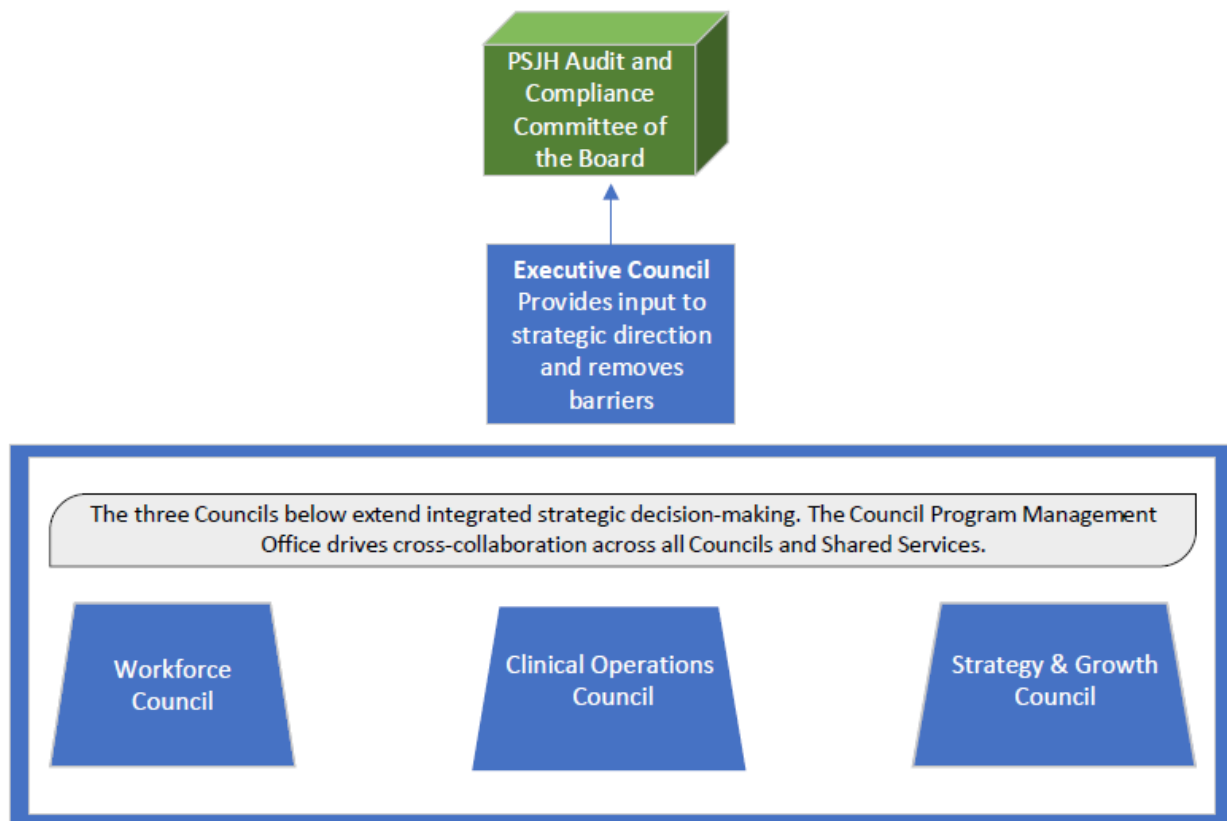 PSJH Audit and
Compliance
Committee of
the Board
Executive Council
Provides input to
strategic direction
and removes
barriers
The three Councils below extend integrated strategic decision-making. The Council Program Management
Office drives cross-collaboration across all Councils and Shared Services.
Workforce
Council
Clinical Operations
Council
Strategy & Growth
Council